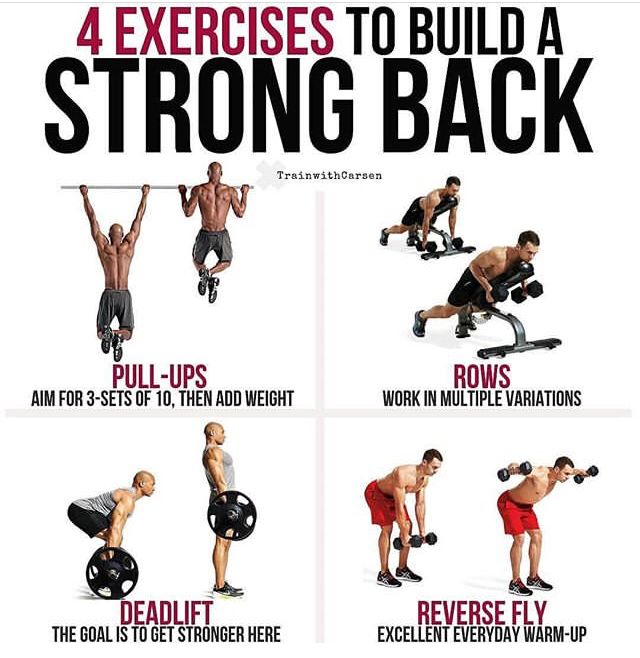 4 EXERCISES TO BUILD A
STRONG BACK
TrainwithCarsen
PULL-UPS
AIM FOR 3-SETS OF 10, THEN ADD WEIGHT
ROWS
WORK IN MULTIPLE VARIATIONS
DEADLIFT
THE GOAL IS TO GET STRONGER HERE
REVERSE FLY
EXCELLENT EVERYDAY WARM-UP